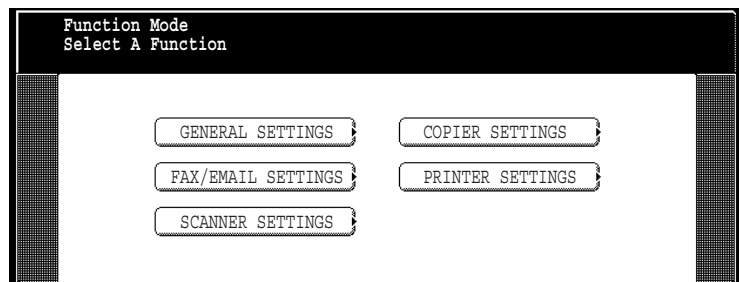 Function Mode
Select A Function
GENERAL SETTINGS
COPIER SETTINGS
FAX/EMAIL SETTINGS
PRINTER SETTINGS
SCANNER SETTINGS